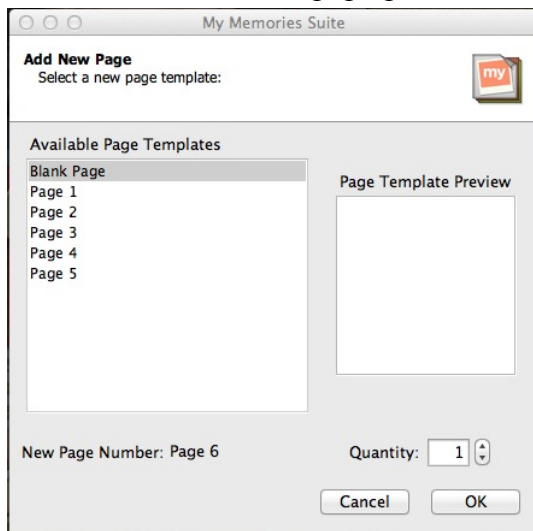 My Memories Suite
Add New Page
Select a new page template:
my
Available Page Templates
Blank Page
Page 1
Page 2
Page 3
Page 4
Page 5
Page Template Preview
New Page Number: Page 6
Quantity: 1
Cancel OK